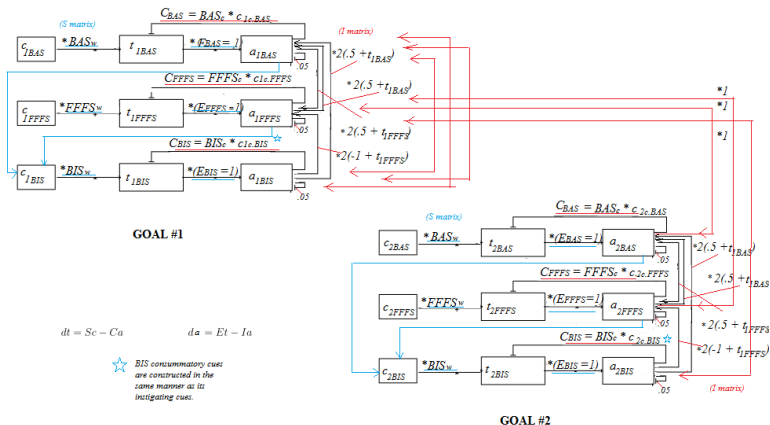 C_BAS = BAS_c * c_1c.BAS
(S matrix)
(I matrix)
c_1BAS
*BAS_w
t_1BAS
*(E_BAS=.1)
a_1BAS
.05
*2(.5 + t_1BAS)
C_FFFS = FFFS_c * c_1c.FFFS
*2(.5 + t_1BAS)
c_1FFFS
*FFFS_w
t_1FFFS
*(E_FFFS=1)
a_1FFFS
.05
*1
*1
*2(.5 + t_1FFFS)
*1
C_BIS = BIS_c * c_1c.BIS
*2(-1 + t_1FFFS)
c_1BIS
*BIS_w
t_1BIS
*(E_BIS=1)
a_1BIS
.05
GOAL #1
C_BAS = BAS_c * c_2c.BAS
(S matrix)
c_2BAS
*BAS_w
t_2BAS
*(E_BAS=1)
a_2BAS
.05
*2(.5 + t_1BAS)
C_FFFS = FFFS_c * c_2c.FFFS
*2(.5 + t_1BAS)
c_2FFFS
*FFFS_w
t_2FFFS
*(E_FFFS=1)
a_2FFFS
.05
*2(.5 + t_1FFFS)
dt = Sc − Ca
da = Et − Ia
C_BIS = BIS_c * c_2c.BIS
*2(-1 + t_1FFFS)
BIS consummatory cues
are constructed in the
same manner as its
instigating cues.
c_2BIS
*BIS_w
t_2BIS
*(E_BIS=1)
a_2BIS
.05
(I matrix)
GOAL #2